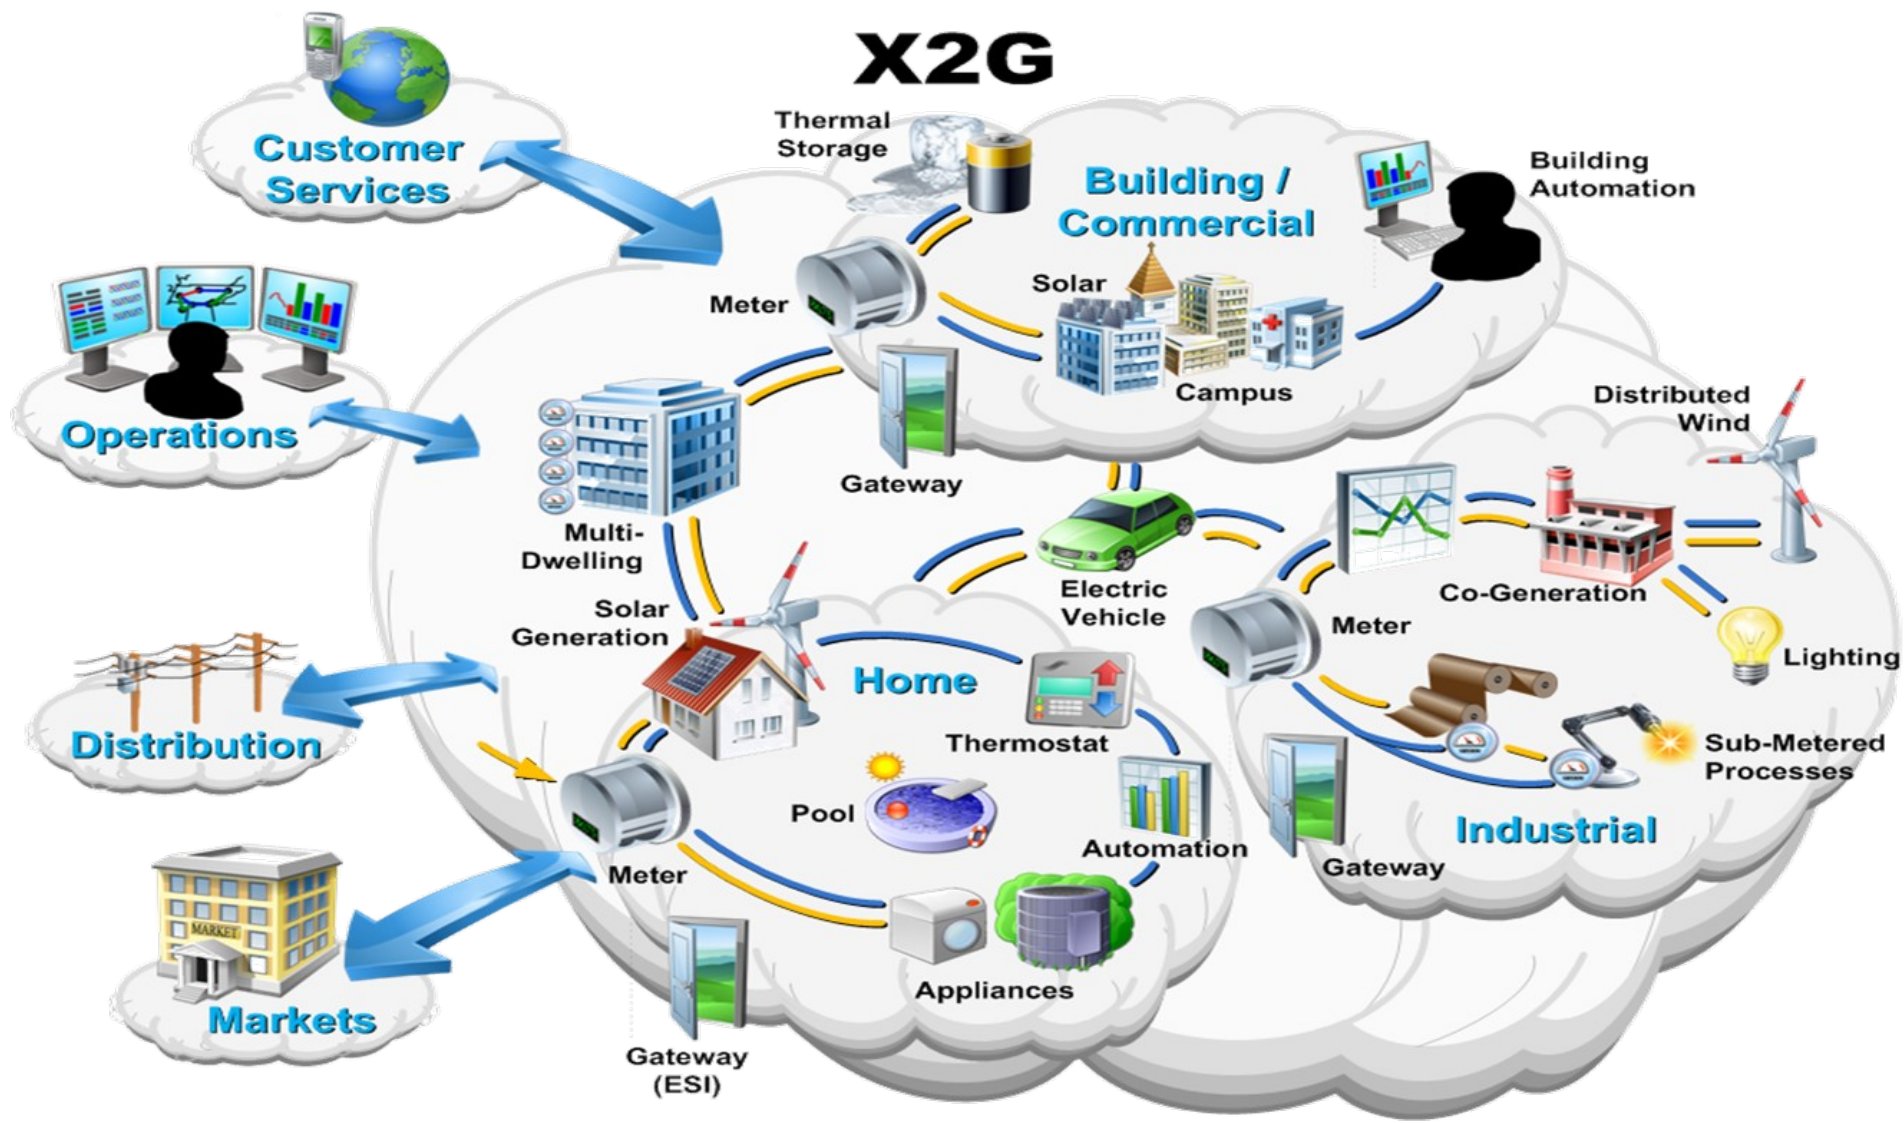 X2G
Customer
Services
Thermal
Storage
Building /
Commercial
Building
Automation
Meter
Solar
Campus
Operations
Gateway
Multi-
Dwelling
Distributed
Wind
Electric
Vehicle
Co-Generation
Meter
Lighting
Solar
Generation
Home
Thermostat
Distribution
Pool
Automation
Sub-Metered
Processes
Industrial
Gateway
Meter
MARKET
Markets
Appliances
Gateway
(ESI)